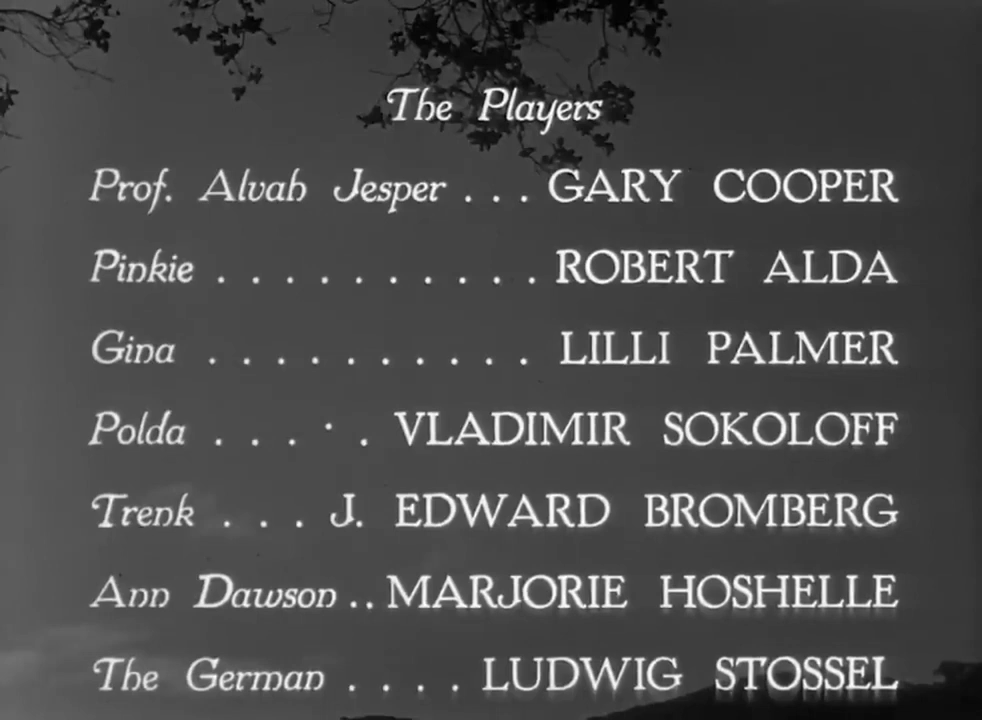 The Players
Prof. Alvah Jesper . . . GARY COOPER
Pinkie . . . . . . . . . . ROBERT ALDA
Gina . . . . . . . . . . LILLI PALMER
Polda . . . . . VLADIMIR SOKOLOFF
Trenk . . . J. EDWARD BROMBERG
Ann Dawson .. MARJORIE HOSHELLE
The German . . . . LUDWIG STOSSEL